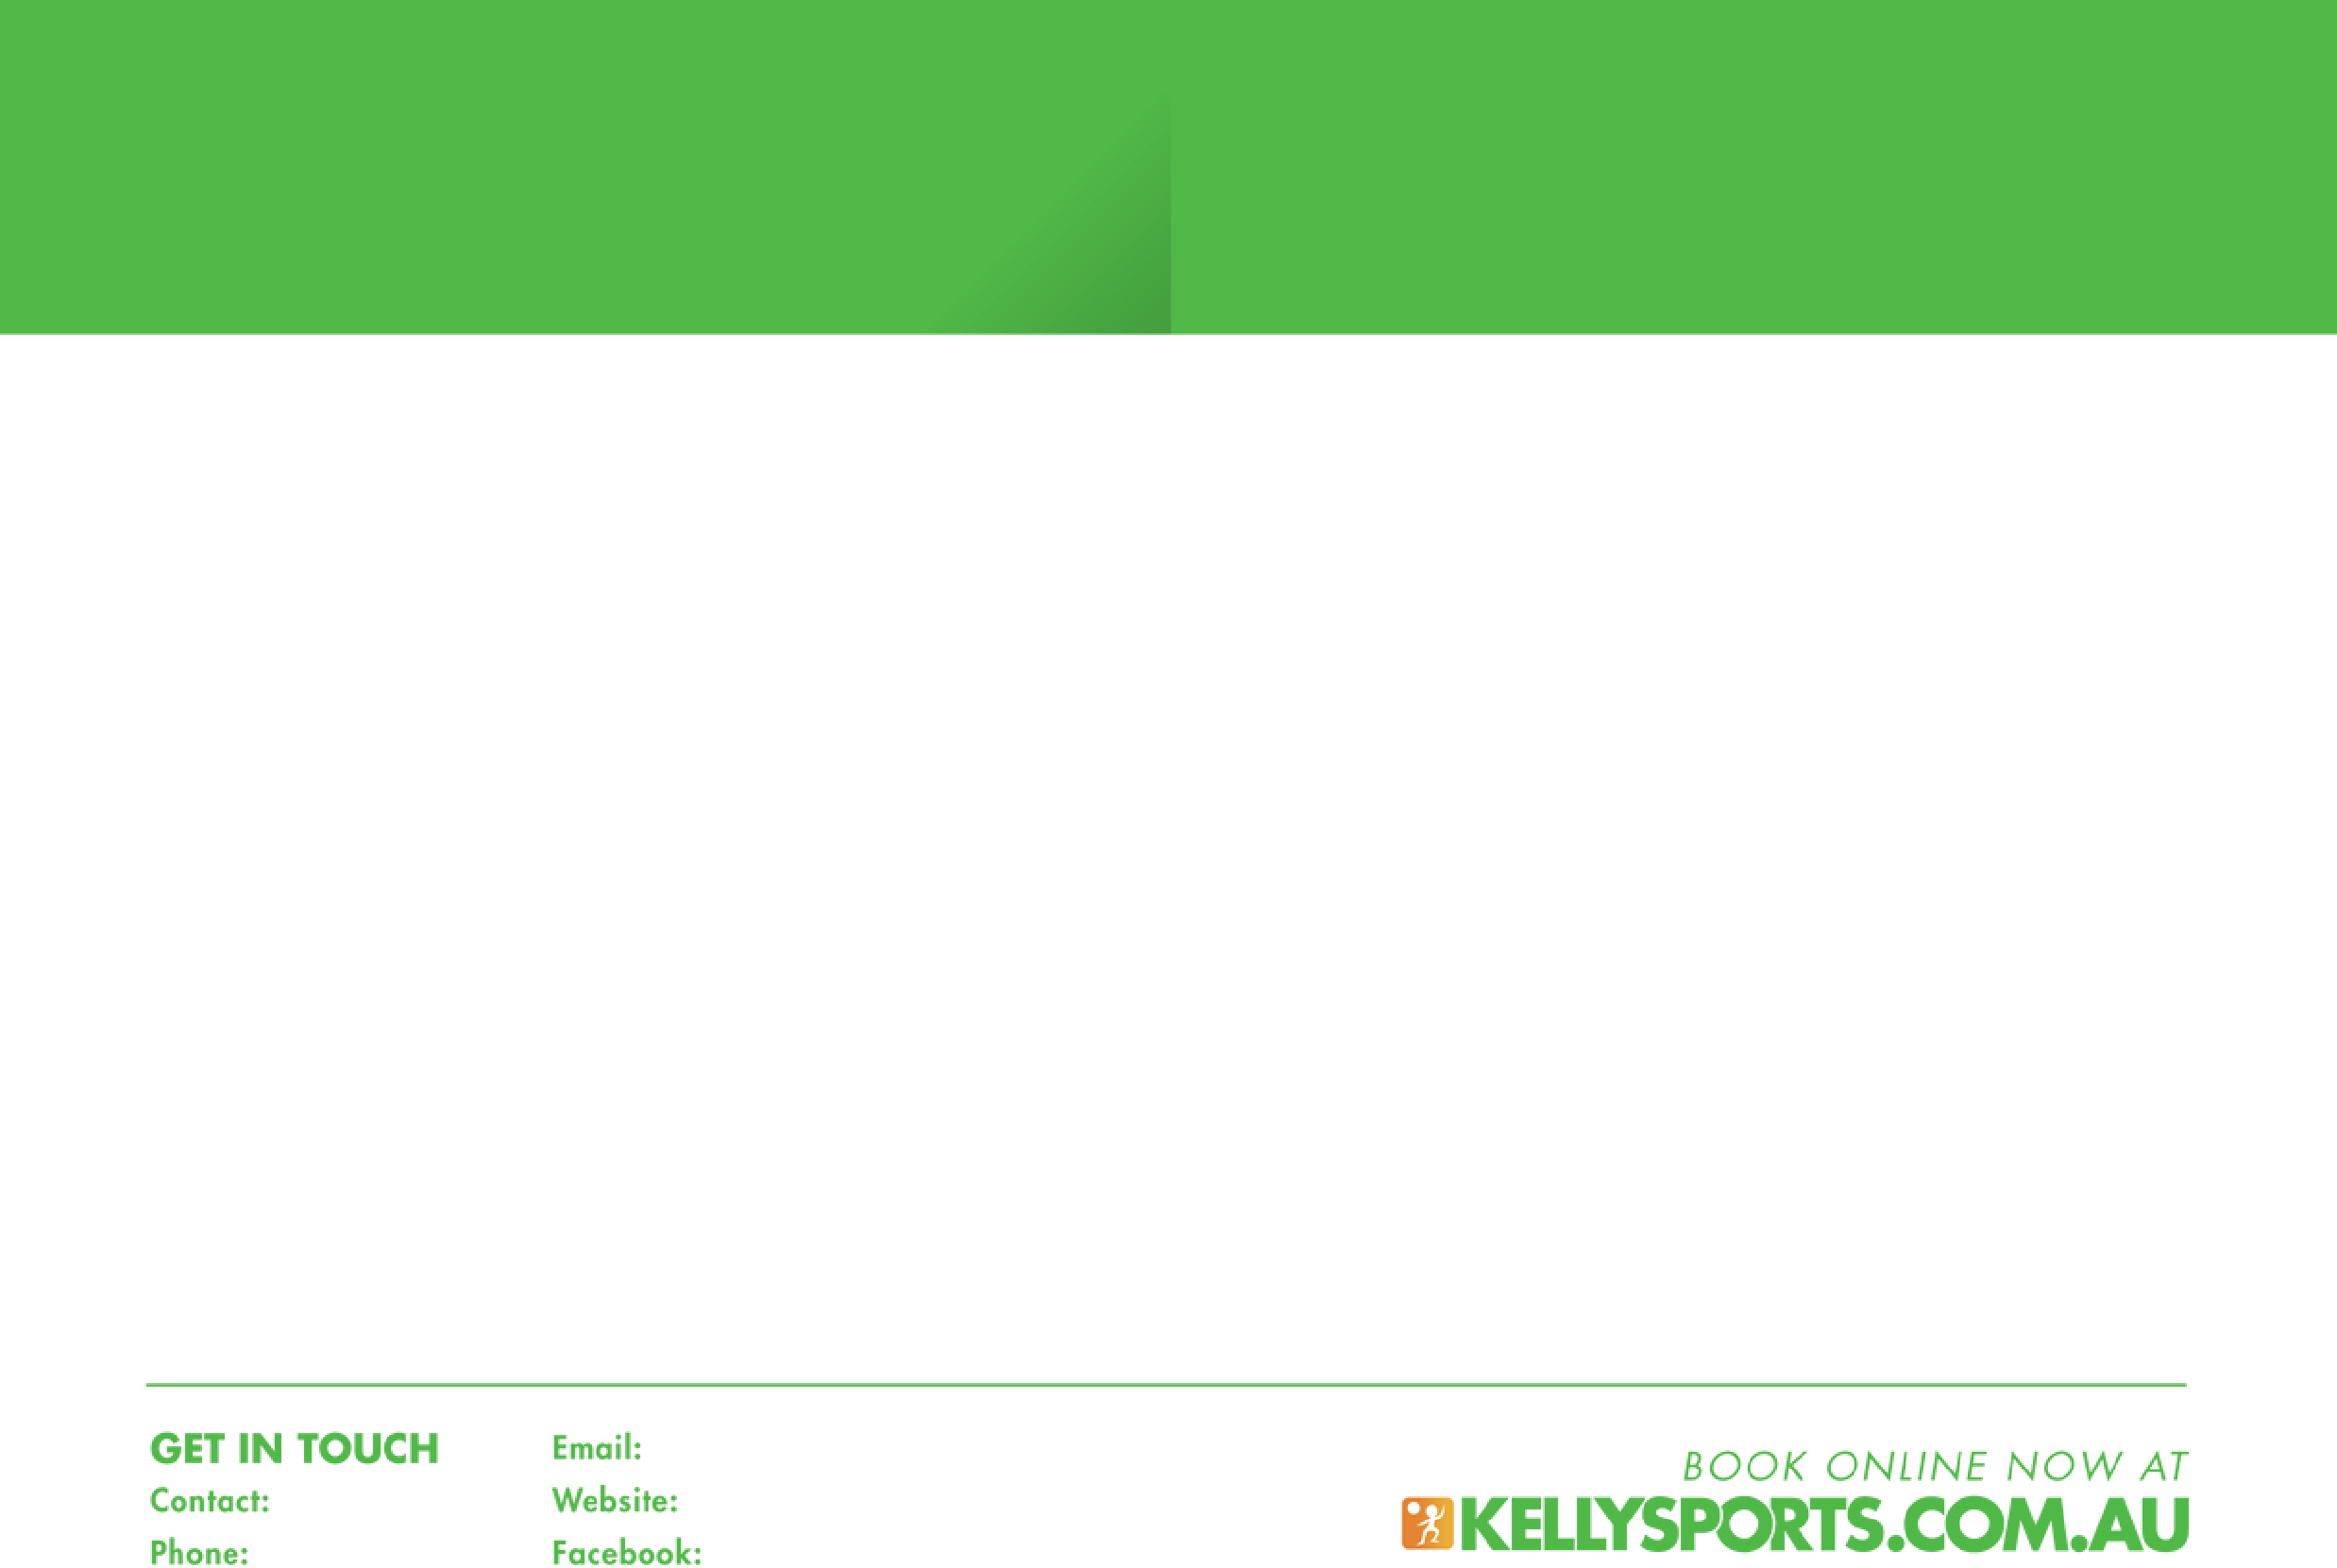 GET IN TOUCH
Contact:
Phone:
Email:
Website:
Facebook:
BOOK ONLINE NOW AT
KELLYSPORTS.COM.AU